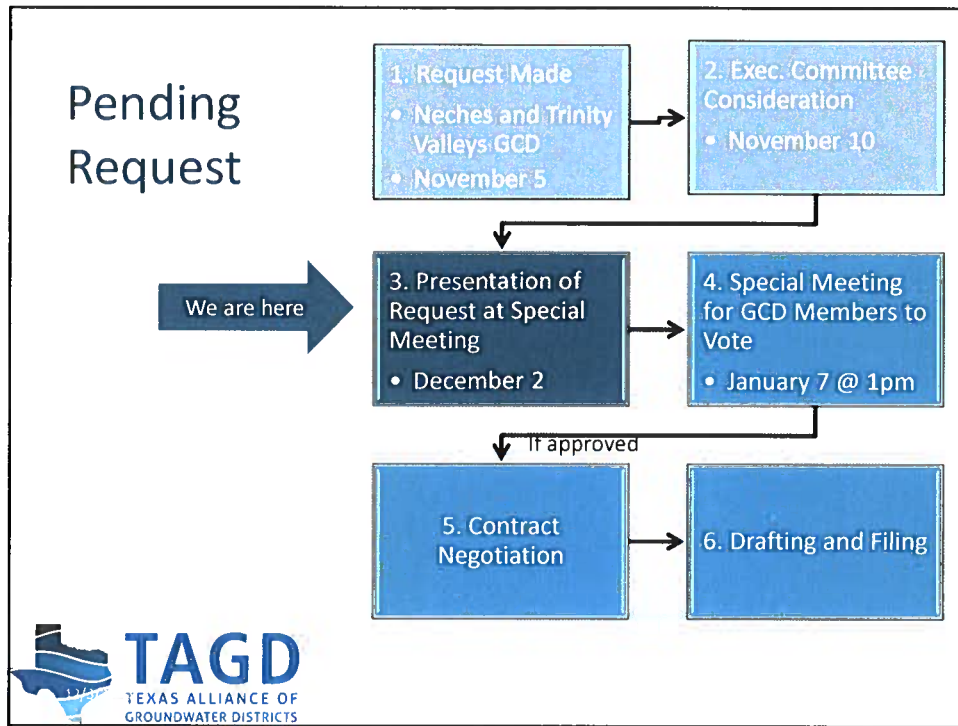 Pending
Request
1. Request Made
• Neches and Trinity
Valleys GCD
• November 5
2. Exec. Committee
Consideration
• November 10
We are here
3. Presentation of
Request at Special
Meeting
• December 2
4. Special Meeting
for GCD Members to
Vote
• January 7 @ 1pm
If approved
5. Contract
Negotiation
6. Drafting and Filing
TAGD
TEXAS ALLIANCE OF
GROUNDWATER DISTRICTS